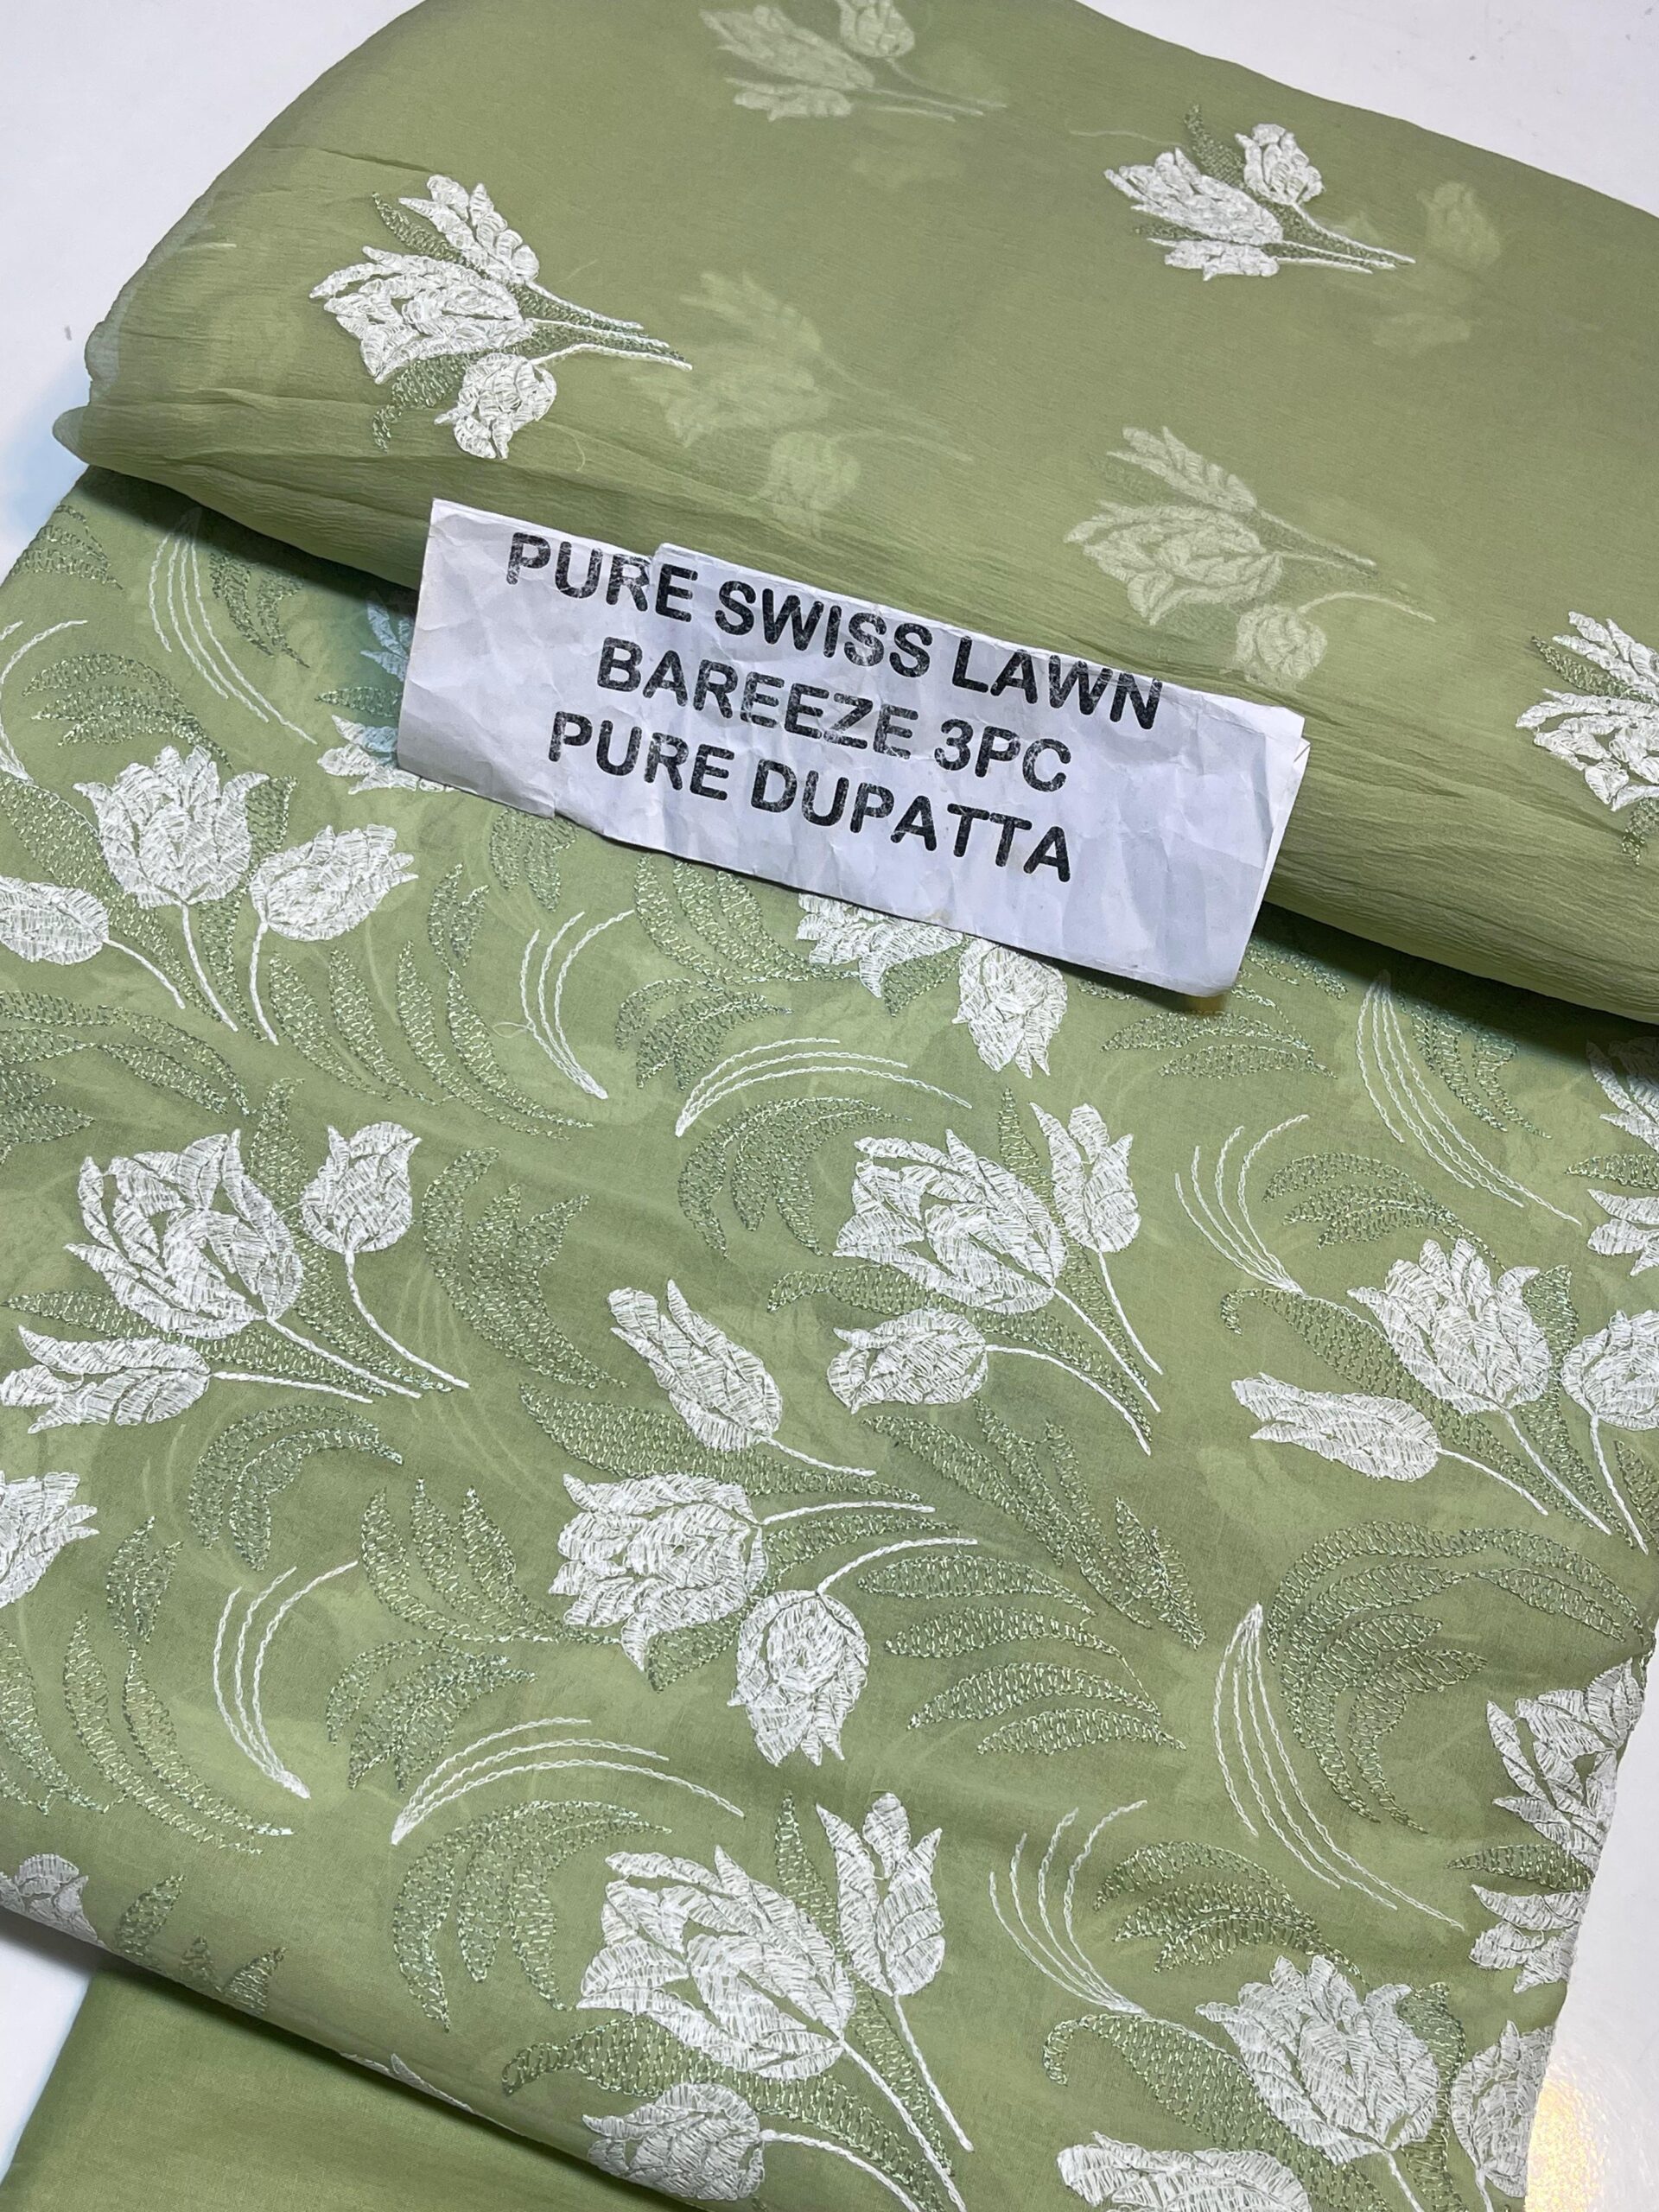 PURE SWISS LAWN
BAREEZE 3PC
PURE DUPATTA